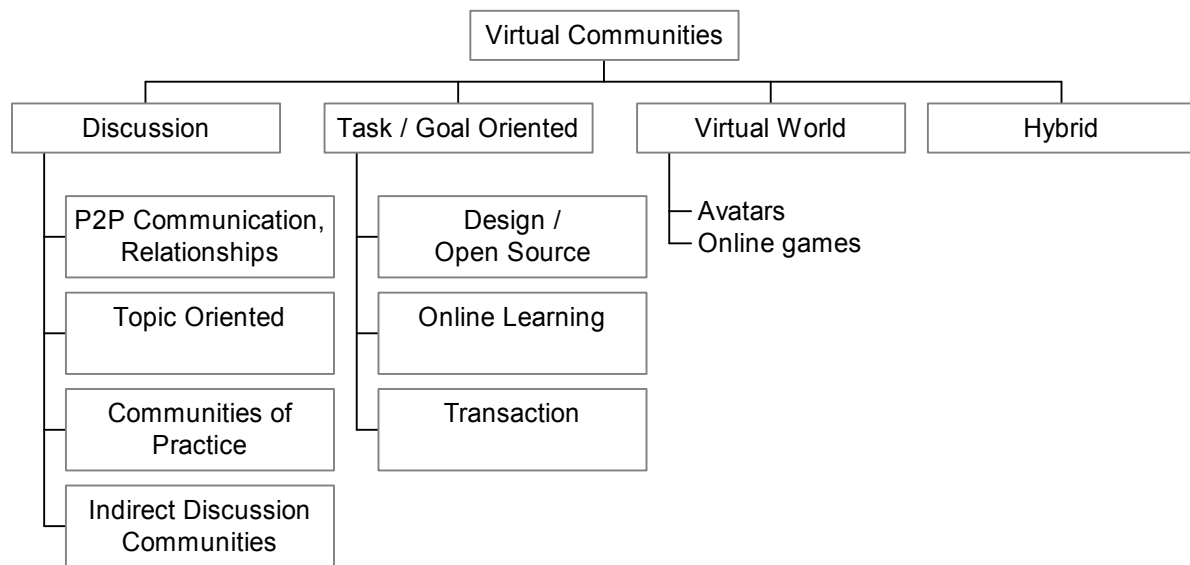 Virtual Communities
Discussion
Task / Goal Oriented
Virtual World
Hybrid
P2P Communication,
Relationships
Topic Oriented
Communities of
Practice
Indirect Discussion
Communities
Design /
Open Source
Online Learning
Transaction
Avatars
Online games